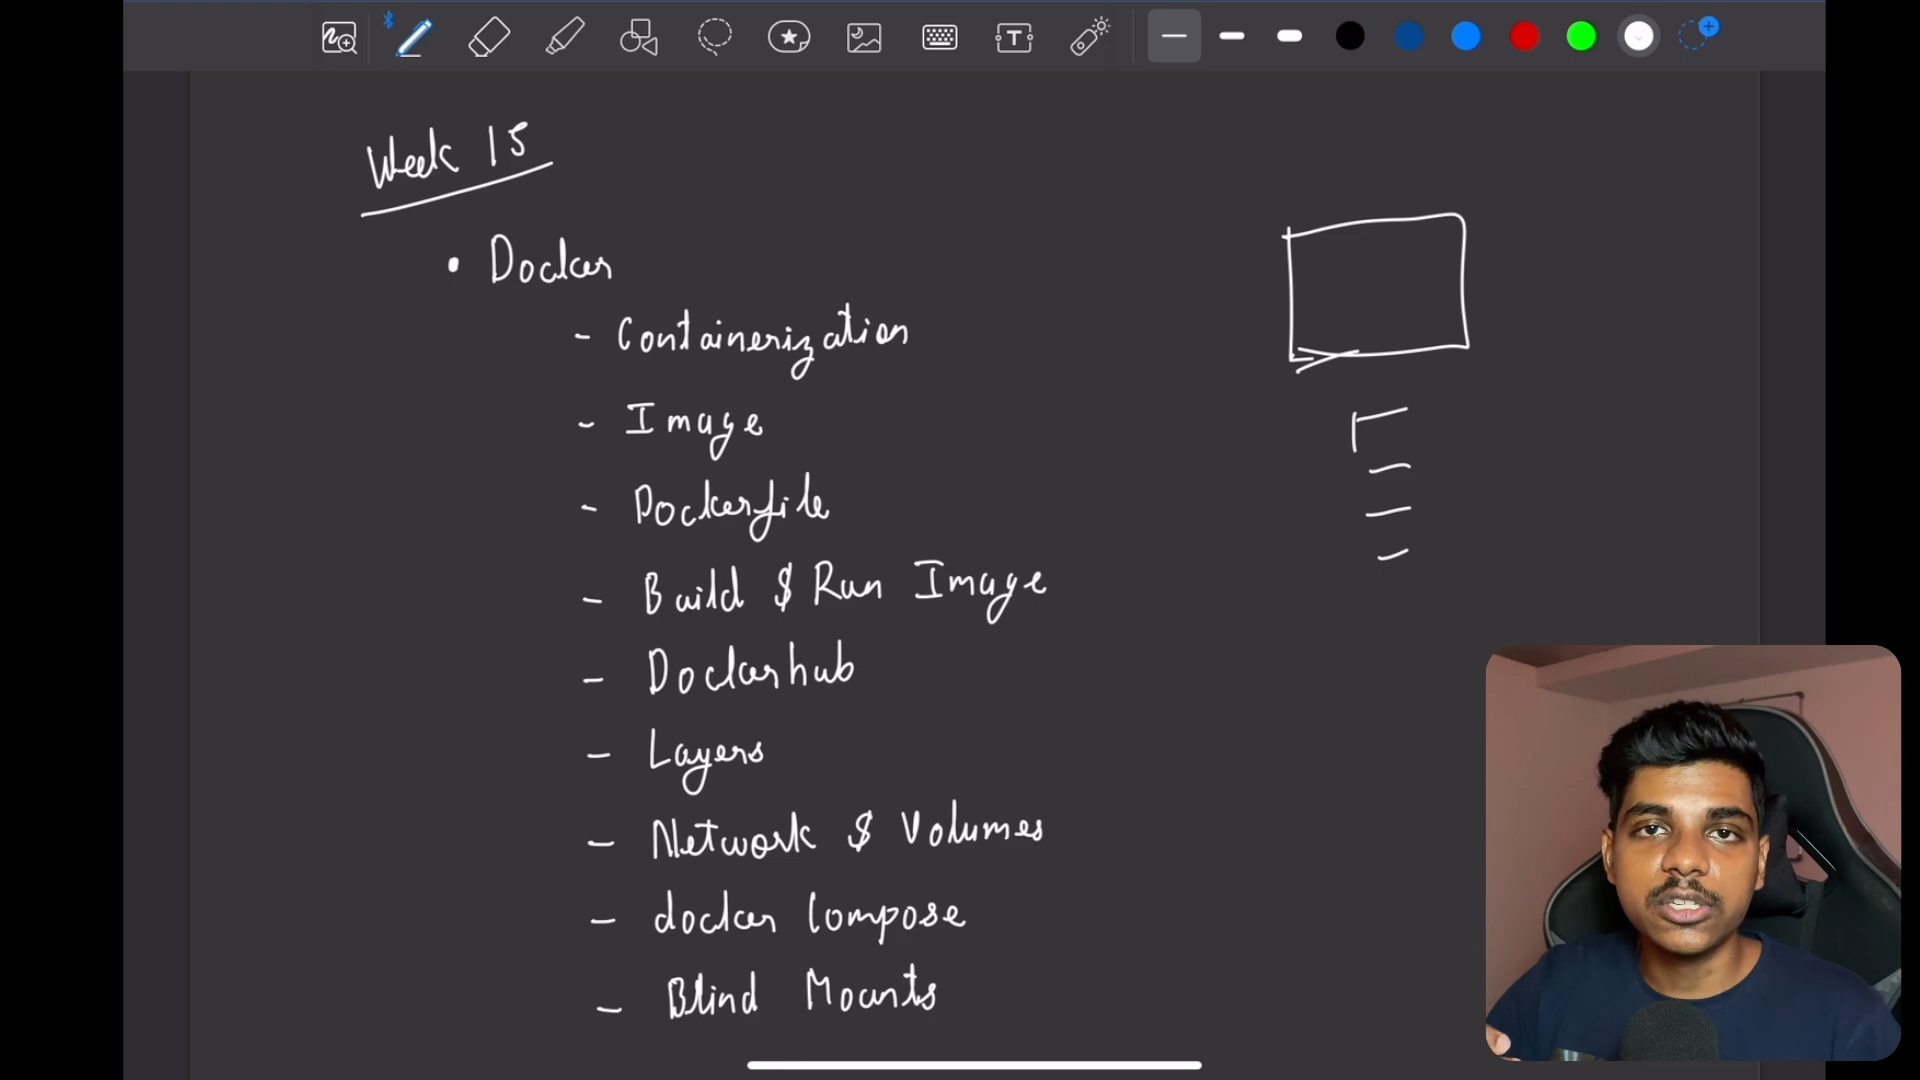 Week 15
• Docker
- Containerization
- Image
- Dockerfile
- Build & Run Image
- Dockerhub
- Layers
- Network & Volumes
- docker Compose
- Blind Mounts